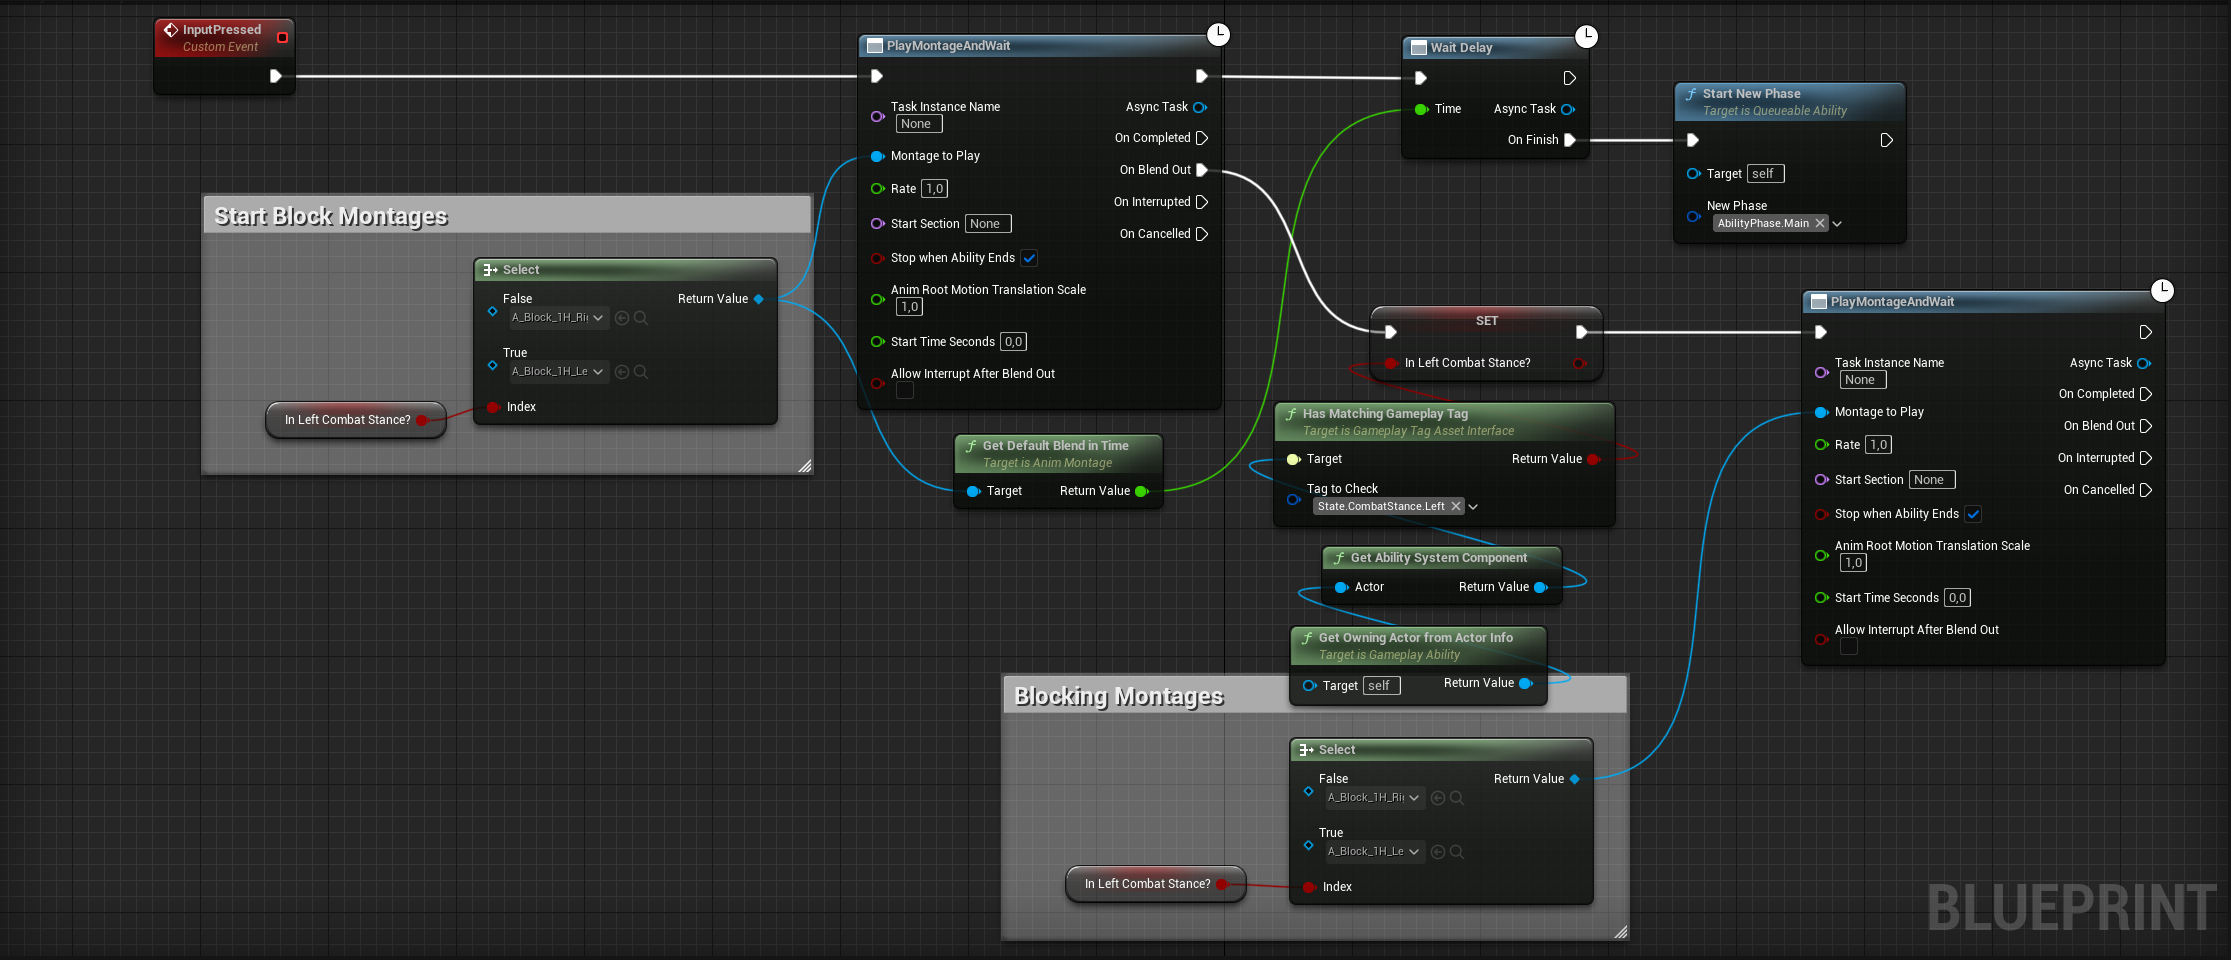 InputPressed
Custom Event
PlayMontageAndWait
Task Instance Name
None
Montage to Play
Rate 1,0
Start Section None
Stop when Ability Ends
Anim Root Motion Translation Scale
1,0
Start Time Seconds 0,0
Allow Interrupt After Blend Out
Async Task
On Completed
On Blend Out
On Interrupted
On Cancelled
Wait Delay
Time
Async Task
On Finish
Start New Phase
Target is Queueable Ability
Target self
New Phase
AbilityPhase.Main
Start Block Montages
Select
False
A_Block_1H_Ri
Return Value
True
A_Block_1H_Le
Index
In Left Combat Stance?
Get Default Blend in Time
Target is Anim Montage
Target
Return Value
SET
In Left Combat Stance?
Has Matching Gameplay Tag
Target is Gameplay Tag Asset Interface
Target
Return Value
Tag to Check
State.CombatStance.Left
Get Ability System Component
Actor
Return Value
Get Owning Actor from Actor Info
Target is Gameplay Ability
Target self
Return Value
PlayMontageAndWait
Task Instance Name
None
Montage to Play
Rate 1,0
Start Section None
Stop when Ability Ends
Anim Root Motion Translation Scale
1,0
Start Time Seconds 0,0
Allow Interrupt After Blend Out
Async Task
On Completed
On Blend Out
On Interrupted
On Cancelled
Blocking Montages
Select
False
A_Block_1H_Ri
Return Value
True
A_Block_1H_Le
Index
In Left Combat Stance?
BLUEPRINT